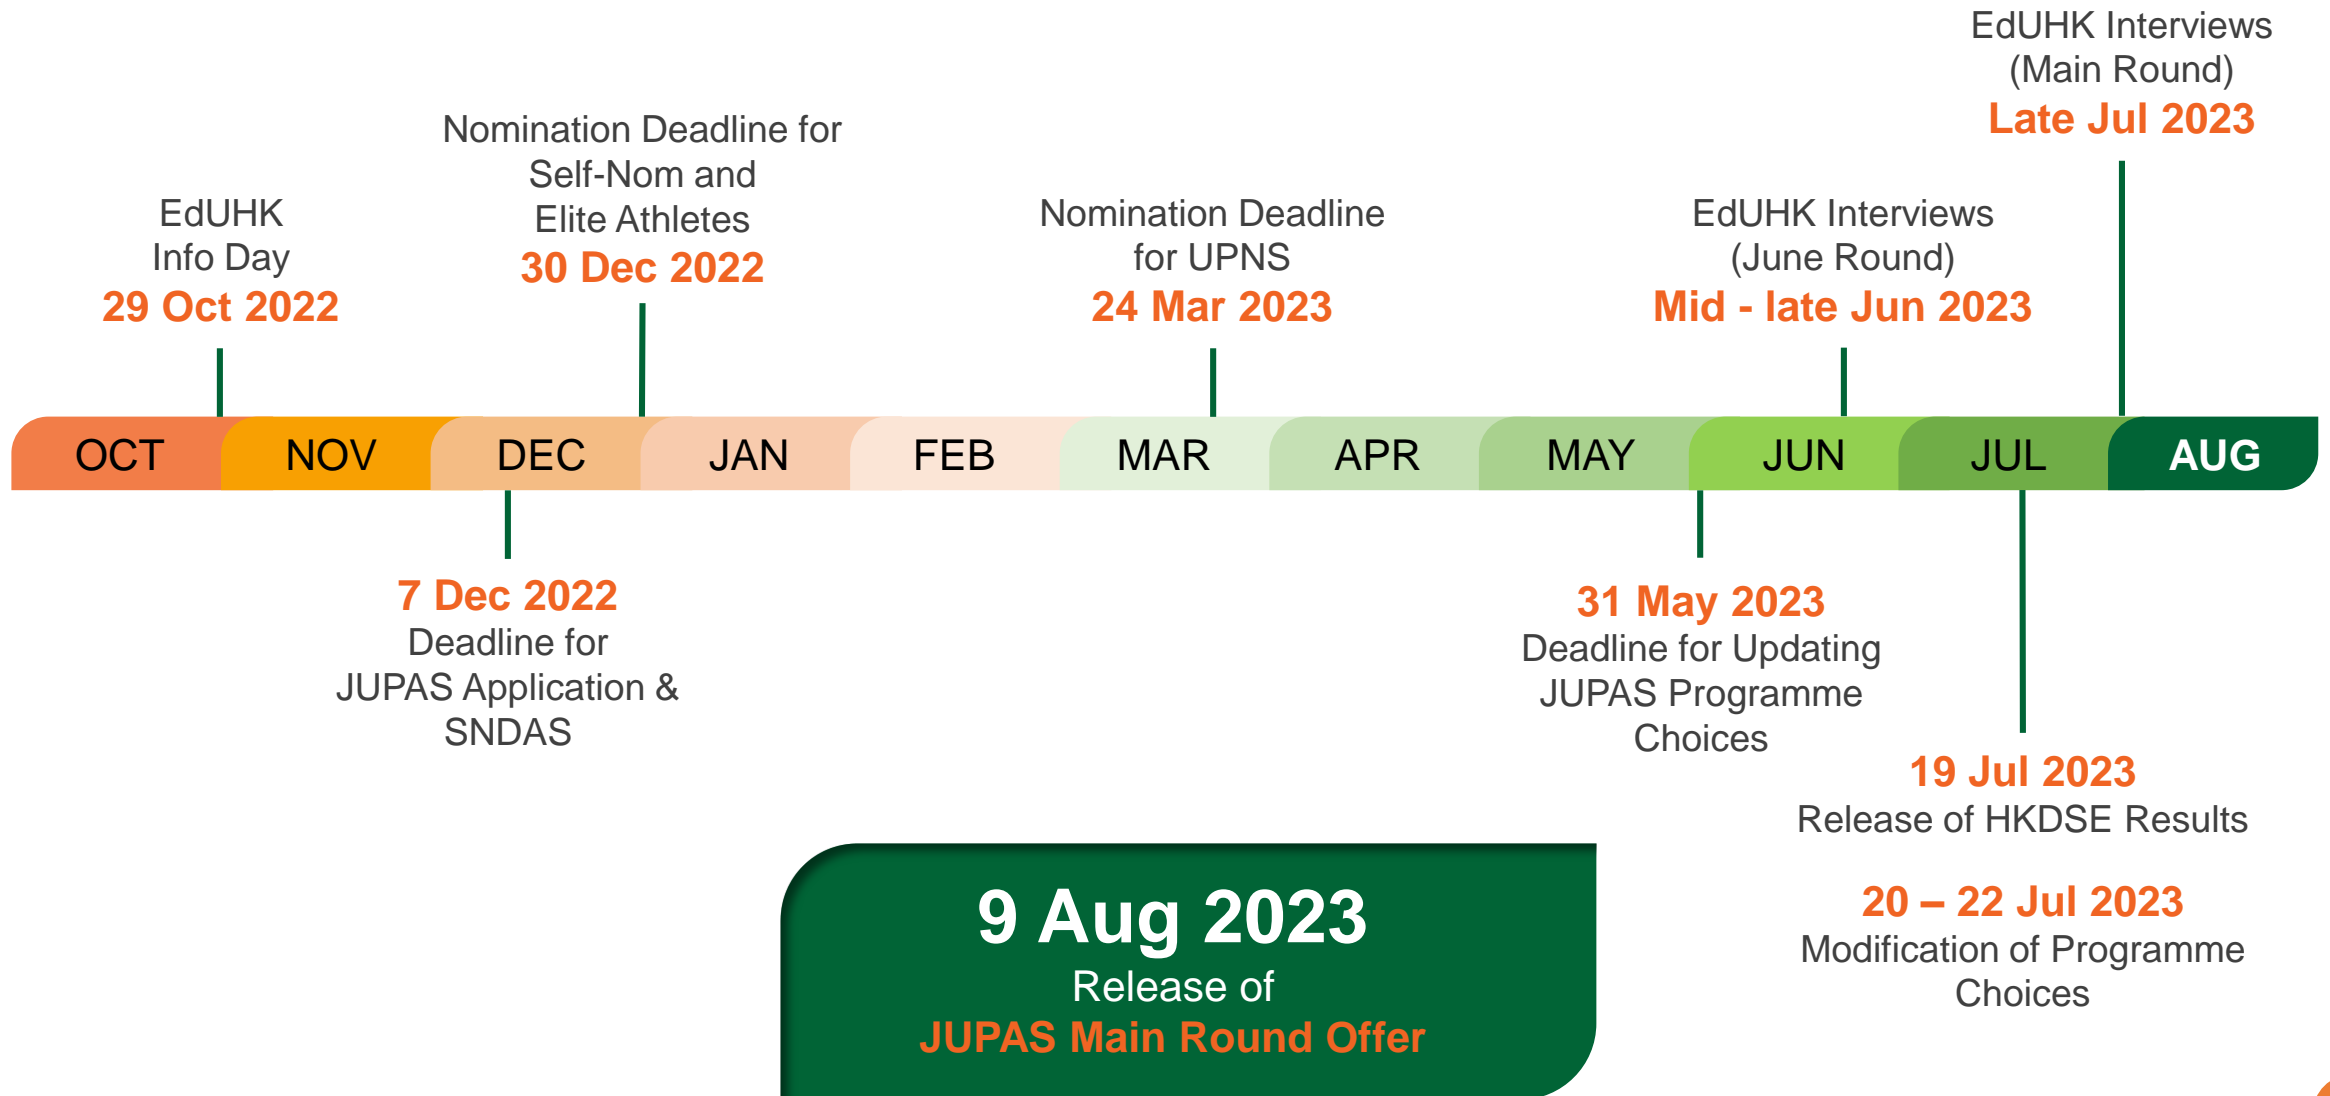 EdUHK Interviews
(Main Round)
Late Jul 2023
Nomination Deadline for
Self-Nom and
Elite Athletes
30 Dec 2022
EdUHK
Info Day
29 Oct 2022
Nomination Deadline
for UPNS
24 Mar 2023
EdUHK Interviews
(June Round)
Mid - late Jun 2023
OCT
NOV
DEC
JAN
FEB
MAR
APR
MAY
JUN
JUL
AUG
7 Dec 2022
Deadline for
JUPAS Application &
SNDAS
31 May 2023
Deadline for Updating
JUPAS Programme
Choices
19 Jul 2023
Release of HKDSE Results
20 – 22 Jul 2023
Modification of Programme
Choices
9 Aug 2023
Release of
JUPAS Main Round Offer